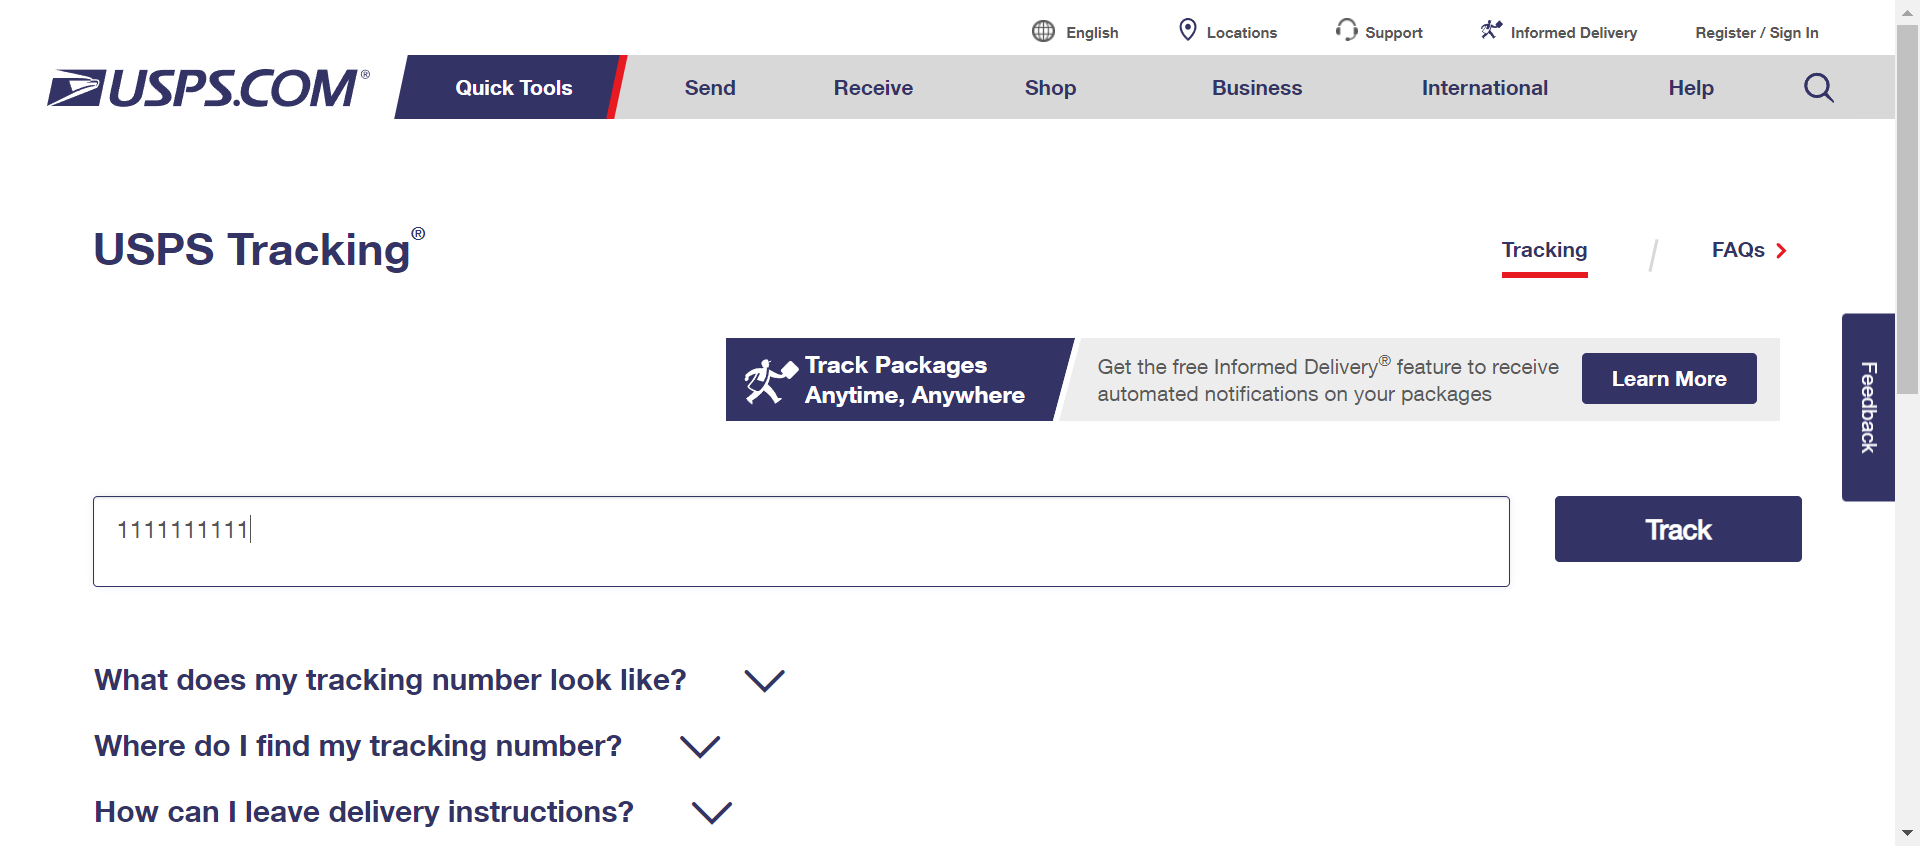 English
Locations
Support
Informed Delivery
Register / Sign In
USPS.COM®
Quick Tools
Send
Receive
Shop
Business
International
Help
USPS Tracking®
Tracking
FAQs
Track Packages
Anytime, Anywhere
Get the free Informed Delivery® feature to receive
automated notifications on your packages
Learn More
Feedback
1111111111
Track
What does my tracking number look like?
Where do I find my tracking number?
How can I leave delivery instructions?